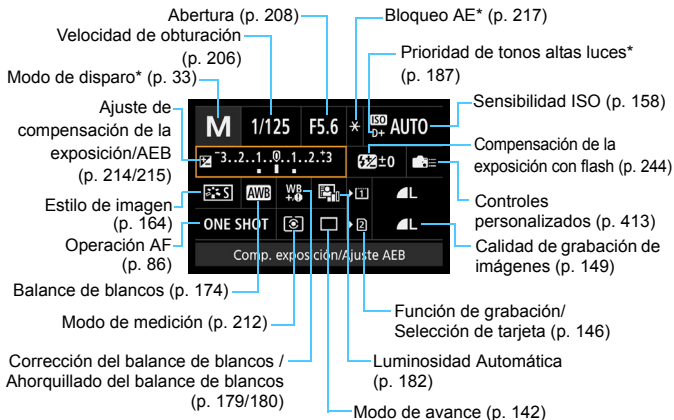 Abertura (p. 208)
Bloqueo AE* (p. 217)
Velocidad de obturación
(p. 206)
Prioridad de tonos altas luces*
(p. 187)
Modo de disparo* (p. 33)
Sensibilidad ISO (p. 158)
Ajuste de
compensación de la
exposición/AEB
(p. 214/215)
M 1/125 F5.6 * ISO D+ AUTO
-3..2..1..0..1..2.+3 ±0
Compensación de la
exposición con flash (p. 244)
S AWB WB +/- 1 L
Estilo de imagen
(p. 164)
Controles
personalizados (p. 413)
ONE SHOT 2 L
Operación AF
(p. 86)
Calidad de grabación de
imágenes (p. 149)
Comp. exposición/Ajuste AEB
Balance de blancos (p. 174)
Modo de medición (p. 212)
Función de grabación/
Selección de tarjeta (p. 146)
Corrección del balance de blancos /
Ahorquillado del balance de blancos
(p. 179/180)
Luminosidad Automática
(p. 182)
Modo de avance (p. 142)